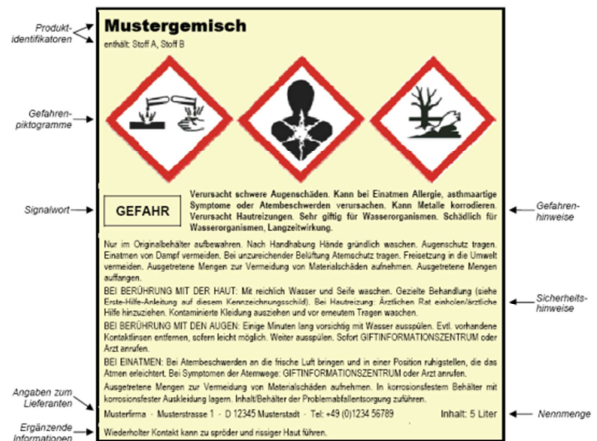 Produkt-
identifikatoren
Mustergemisch
enthält: Stoff A, Stoff B
Gefahren-
piktogramme
Signalwort
GEFAHR
Verursacht schwere Augenschäden. Kann bei Einatmen Allergie, asthmaartige
Symptome oder Atembeschwerden verursachen. Kann Metalle korrodieren.
Verursacht Hautreizungen. Sehr giftig für Wasserorganismen. Schädlich für
Wasserorganismen, Langzeitwirkung.
Gefahren-
hinweise
Nur im Originalbehälter aufbewahren. Nach Handhabung Hände gründlich waschen. Augenschutz tragen.
Einatmen von Dampf vermeiden. Bei unzureichender Belüftung Atemschutz tragen. Freisetzung in die Umwelt
vermeiden. Ausgetretene Mengen zur Vermeidung von Materialschäden aufnehmen. Ausgetretene Mengen
auffangen.
BEI BERÜHRUNG MIT DER HAUT: Mit reichlich Wasser und Seife waschen. Gezielte Behandlung (siehe
Erste-Hilfe-Anleitung auf diesem Kennzeichnungsschild). Bei Hautreizung: Ärztlichen Rat einholen/ärztliche
Hilfe hinzuziehen. Kontaminierte Kleidung ausziehen und vor erneutem Tragen waschen.
Sicherheits-
hinweise
BEI BERÜHRUNG MIT DEN AUGEN: Einige Minuten lang vorsichtig mit Wasser ausspülen. Evtl. vorhandene
Kontaktlinsen entfernen, sofern leicht möglich. Weiter ausspülen. Sofort GIFTINFORMATIONSZENTRUM oder
Arzt anrufen.
BEI EINATMEN: Bei Atembeschwerden an die frische Luft bringen und in einer Position ruhigstellen, die das
Atmen erleichtert. Bei Symptomen der Atemwege: GIFTINFORMATIONSZENTRUM oder Arzt anrufen.
Ausgetretene Mengen zur Vermeidung von Materialschäden aufnehmen. In korrosionsfestem Behälter mit
korrosionsfester Auskleidung lagern. Inhalt/Behälter der Problemabfallentsorgung zuführen.
Angaben zum
Lieferanten
Musterfirma · Musterstrasse 1 · D 12345 Musterstadt · Tel: +49 (0)1234 56789 Inhalt: 5 Liter
Nennmenge
Ergänzende
Informationen
Wiederholter Kontakt kann zu spröder und rissiger Haut führen.